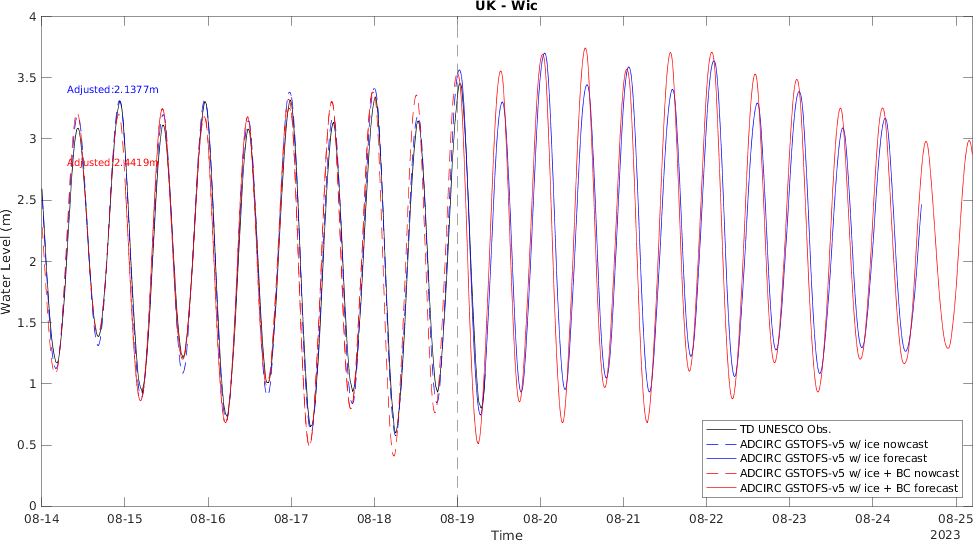 UK - Wic
4
3.5
3
2.5
2
1.5
1
0.5
0
Water Level (m)
Adjusted:2.1377m
Adjusted:2.4419m
TD UNESCO Obs.
ADCIRC GSTOFS-v5 w/ ice nowcast
ADCIRC GSTOFS-v5 w/ ice forecast
ADCIRC GSTOFS-v5 w/ ice + BC nowcast
ADCIRC GSTOFS-v5 w/ ice + BC forecast
08-14 08-15 08-16 08-17 08-18 08-19 08-20 08-21 08-22 08-23 08-24 08-25
Time
2023